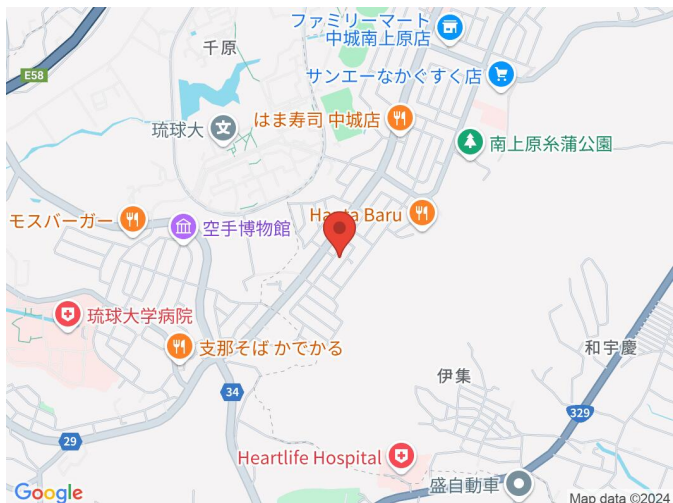 ファミリーマート
中城南上原店
千原
サンエーなかぐすく店
E58
はま寿司 中城店
琉球大
南上原糸蒲公園
モスバーガー
空手博物館
Hanta Baru
琉球大学病院
支那そば かでかる
和宇慶
伊集
34
329
29
Heartlife Hospital
盛自動車
Google
Map data ©2024